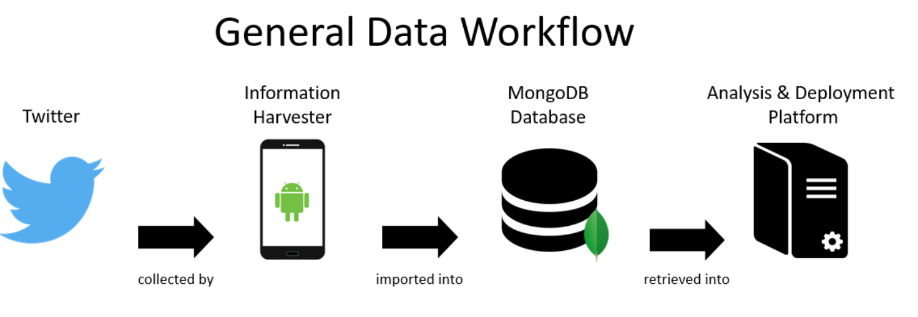 General Data Workflow
Twitter
Information
Harvester
MongoDB
Database
Analysis & Deployment
Platform
collected by
imported into
retrieved into